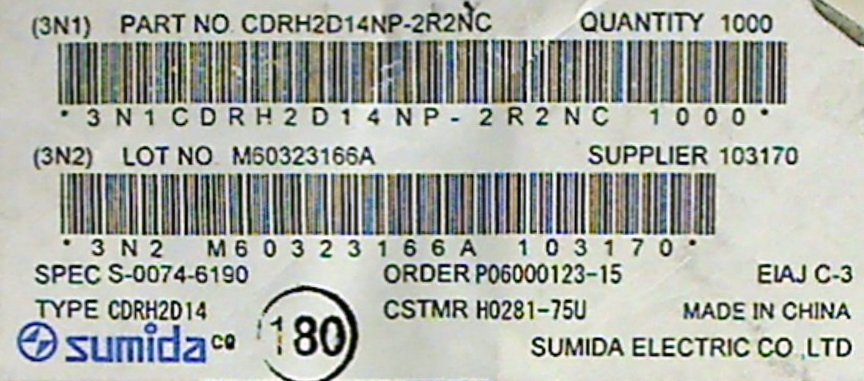 (3N1) PART NO. CDRH2D14NP-2R2NC QUANTITY 1000
*3N1CDRH2D14NP-2R2NC 1000*
(3N2) LOT NO. M60323166A SUPPLIER 103170
*3N2 M60323166A 103170*
SPEC S-0074-6190 ORDER P06000123-15 EIAJ C-3
TYPE CDRH2D14 CSTMR H0281-75U MADE IN CHINA
sumida 180 SUMIDA ELECTRIC CO.,LTD